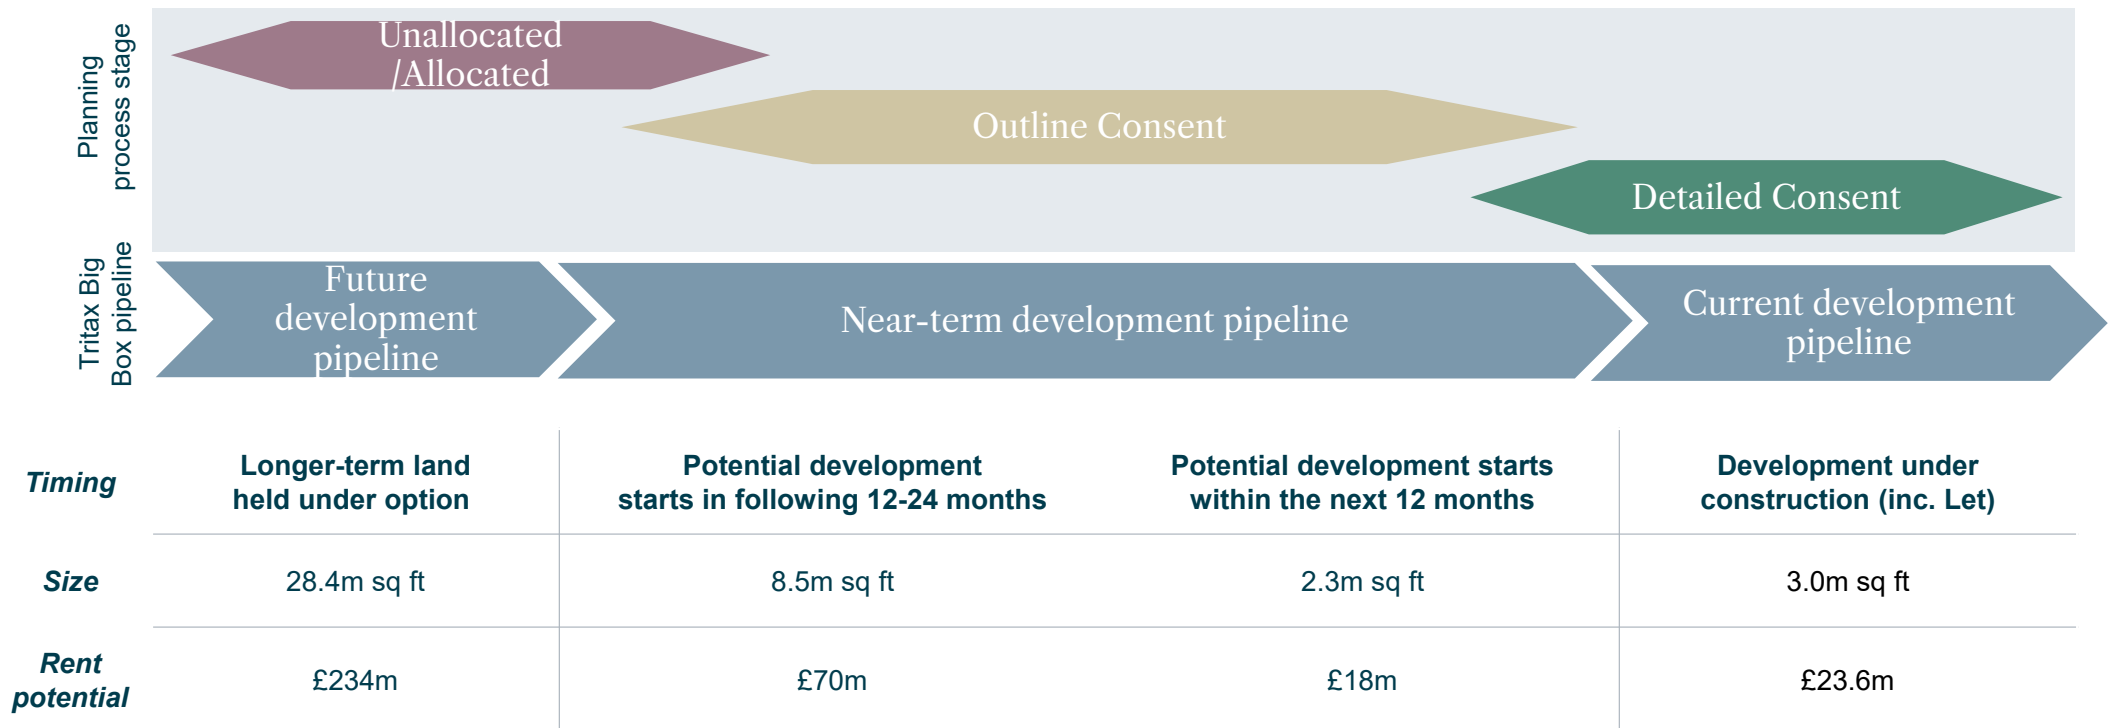 Planning
process stage
Unallocated
/Allocated
Outline Consent
Detailed Consent
Tritax Big
Box pipeline
Future
development
pipeline
Near-term development pipeline
Current development
pipeline
Timing
Longer-term land
held under option
Potential development
starts in following 12-24 months
Potential development starts
within the next 12 months
Development under
construction (inc. Let)
Size
28.4m sq ft
8.5m sq ft
2.3m sq ft
3.0m sq ft
Rent
potential
£234m
£70m
£18m
£23.6m